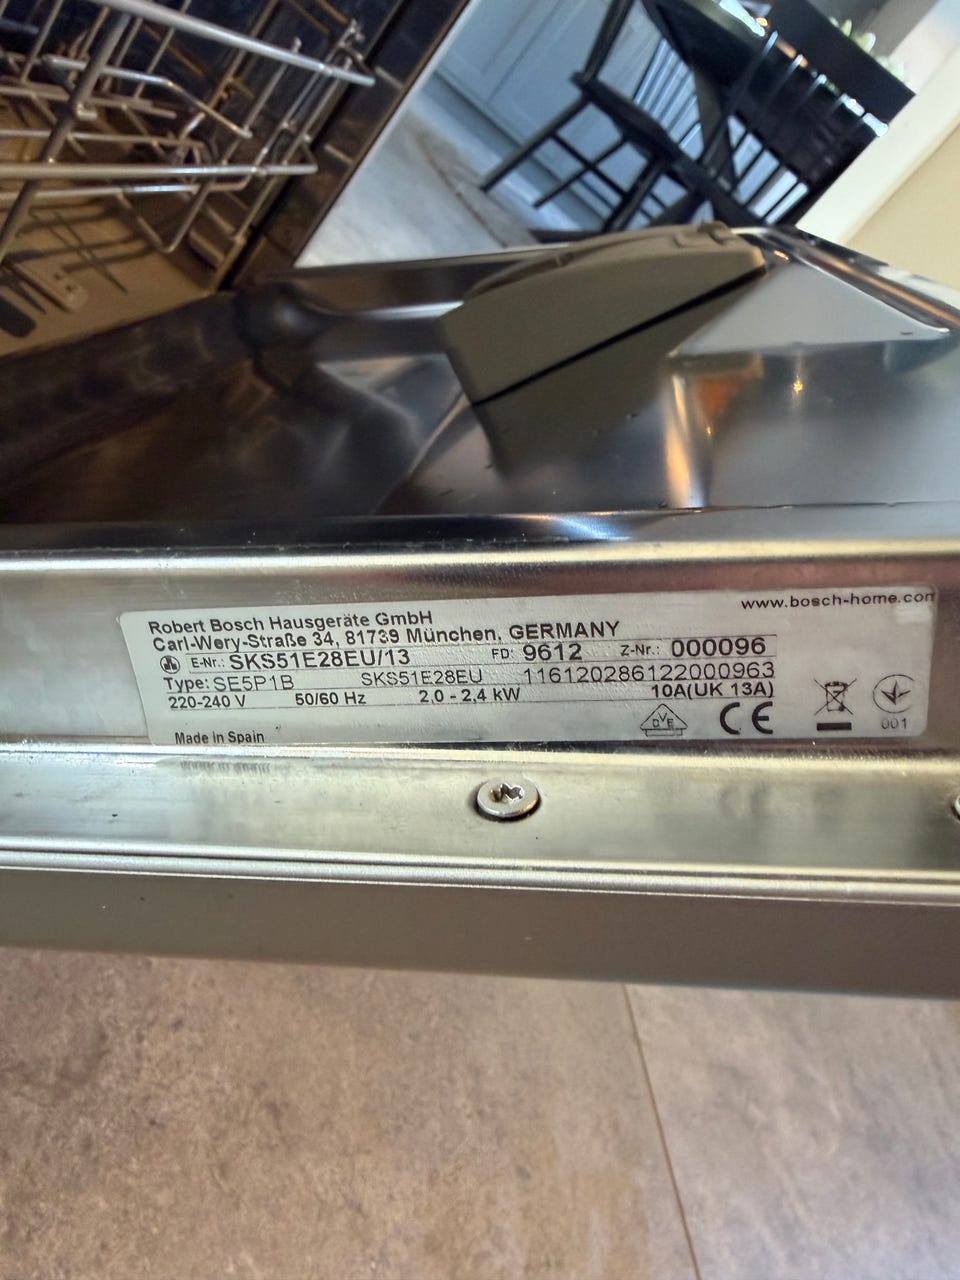 www.bosch-home.com
Robert Bosch Hausgeräte GmbH
Carl-Wery-Straße 34, 81739 München, GERMANY
E-Nr.: SKS51E28EU/13 FD: 9612 Z-Nr.: 000096
Type: SE5P1B SKS51E28EU 116120286122000963
220-240 V 50/60 Hz 2,0 - 2,4 kW 10A(UK 13A)
DVE CE 001
Made in Spain